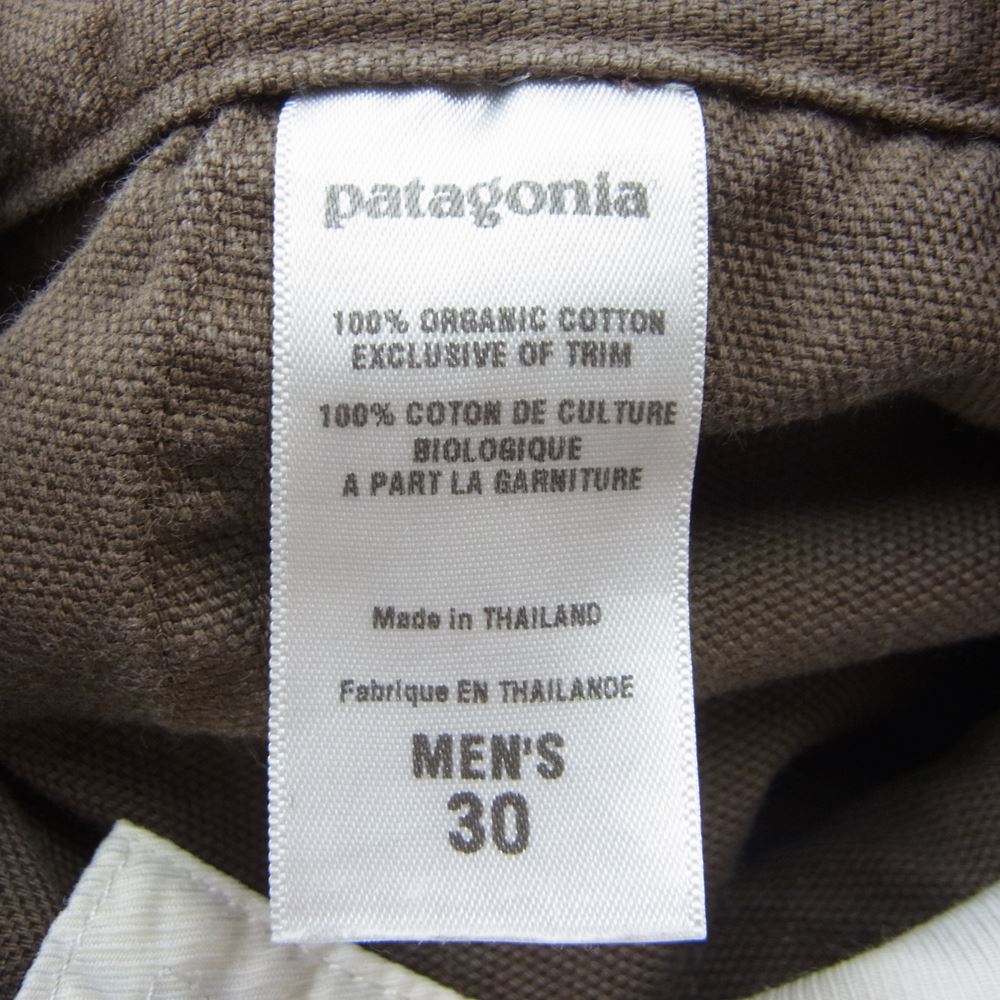 patagonia
100% ORGANIC COTTON
EXCLUSIVE OF TRIM
100% COTON DE CULTURE
BIOLOGIQUE
A PART LA GARNITURE
Made in THAILAND
Fabrique EN THAILANDE
MEN'S
30